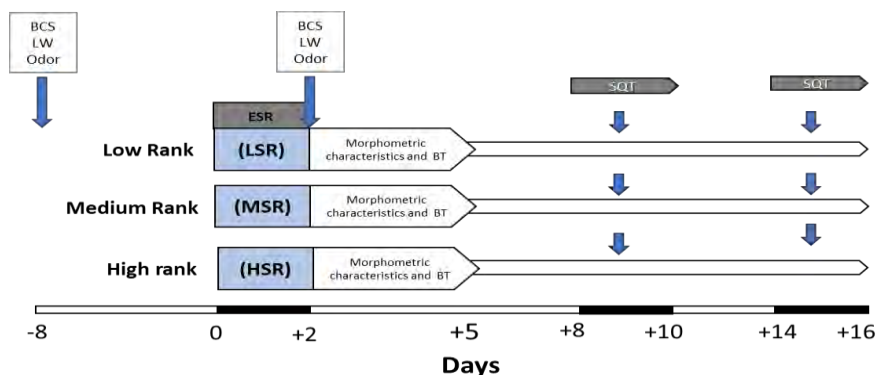 BCS
LW
Odor
BCS
LW
Odor
SQT
SQT
ESR
Low Rank
(LSR)
Morphometric
characteristics and BT
Medium Rank
(MSR)
Morphometric
characteristics and BT
High rank
(HSR)
Morphometric
characteristics and BT
-8
0
+2
+5
+8
+10
+14
+16
Days